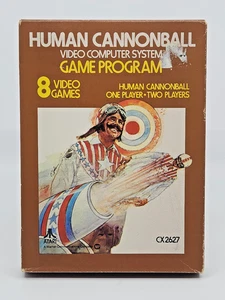 HUMAN CANNONBALL
VIDEO COMPUTER SYSTEM
GAME PROGRAM
8 VIDEO
GAMES
HUMAN CANNONBALL
ONE PLAYER • TWO PLAYERS
ATARI
CX2627